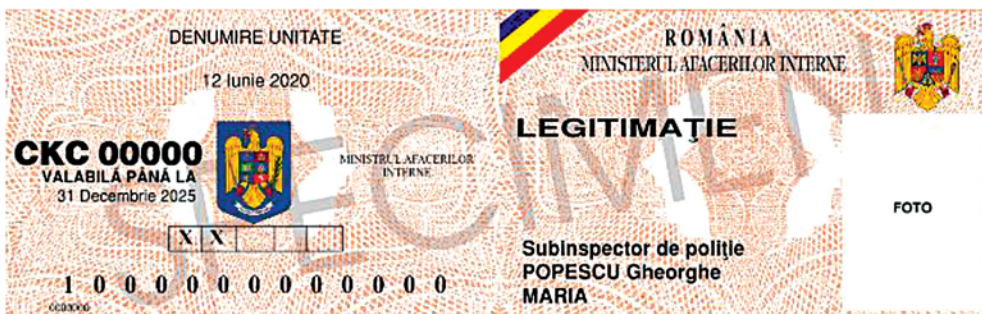 DENUMIRE UNITATE
12 Iunie 2020
CKC 00000
VALABILĂ PÂNĂ LA
31 Decembrie 2025
MINISTRUL AFACERILOR
INTERNE
X X
1 0 0 0 0 0 0 0 0 0 0 0 0
0000000
ROMÂNIA
MINISTERUL AFACERILOR INTERNE
LEGITIMAŢIE
FOTO
Subinspector de poliţie
POPESCU Gheorghe
MARIA
SPECIMEN